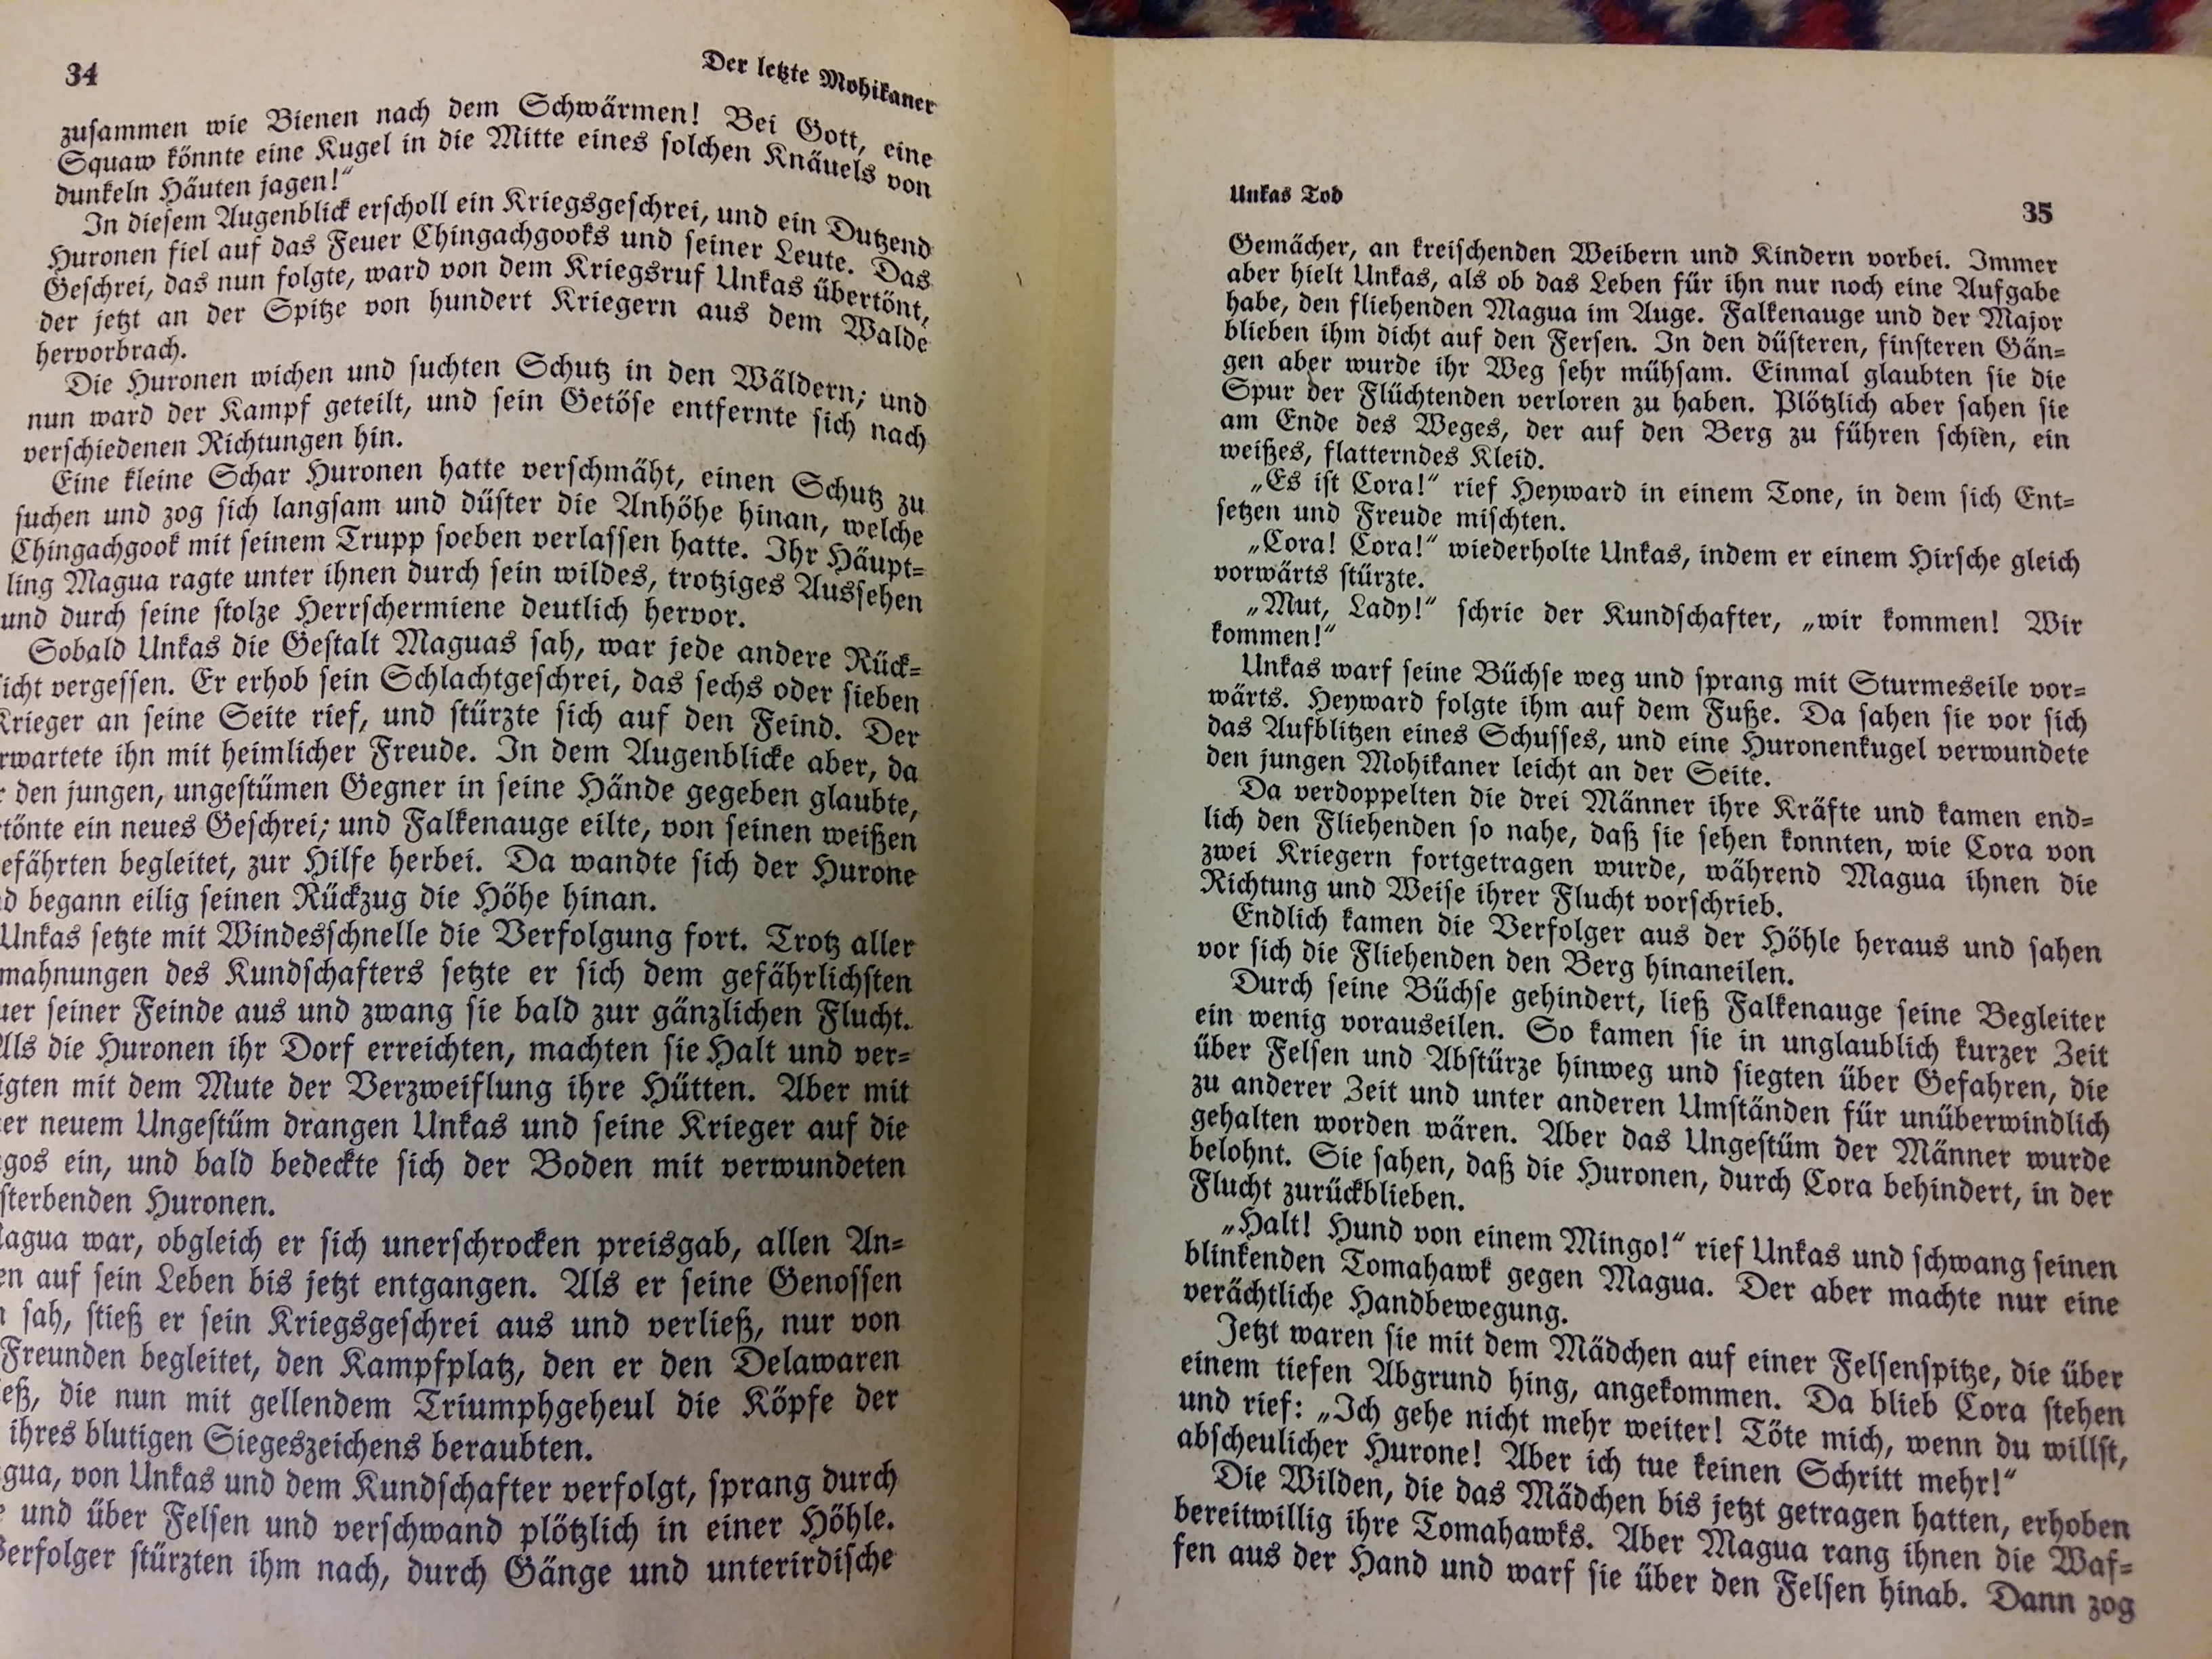 34
Der letzte Mohikaner
zusammen wie Bienen nach dem Schwärmen! Bei Gott, eine
Squaw könnte eine Kugel in die Mitte eines solchen Knäuels von
dunkeln Häuten jagen!“
In diesem Augenblick erscholl ein Kriegsgeschrei, und ein Dutzend
Huronen fiel auf das Feuer Chingachgooks und seiner Leute. Das
Geschrei, das nun folgte, ward von dem Kriegsruf Unkas übertönt,
der jetzt an der Spitze von hundert Kriegern aus dem Walde
hervorbrach.
Die Huronen wichen und suchten Schutz in den Wäldern; und
nun ward der Kampf geteilt, und sein Getöse entfernte sich nach
verschiedenen Richtungen hin.
Eine kleine Schar Huronen hatte verschmäht, einen Schutz zu
suchen und zog sich langsam und düster die Anhöhe hinan, welche
Chingachgook mit seinem Trupp soeben verlassen hatte. Ihr Häupt-
ling Magua ragte unter ihnen durch sein wildes, trotziges Aussehen
und durch seine stolze Herrschermiene deutlich hervor.
Sobald Unkas die Gestalt Maguas sah, war jede andere Rück-
icht vergessen. Er erhob sein Schlachtgeschrei, das sechs oder sieben
Krieger an seine Seite rief, und stürzte sich auf den Feind. Der
rwartete ihn mit heimlicher Freude. In dem Augenblicke aber, da
r den jungen, ungestümen Gegner in seine Hände gegeben glaubte,
tönte ein neues Geschrei; und Falkenauge eilte, von seinen weißen
efährten begleitet, zur Hilfe herbei. Da wandte sich der Hurone
d begann eilig seinen Rückzug die Höhe hinan.
Unkas setzte mit Windesschnelle die Verfolgung fort. Trotz aller
mahnungen des Kundschafters setzte er sich dem gefährlichsten
uer seiner Feinde aus und zwang sie bald zur gänzlichen Flucht.
Als die Huronen ihr Dorf erreichten, machten sie Halt und ver-
igten mit dem Mute der Verzweiflung ihre Hütten. Aber mit
er neuem Ungestüm drangen Unkas und seine Krieger auf die
gos ein, und bald bedeckte sich der Boden mit verwundeten
sterbenden Huronen.
agua war, obgleich er sich unerschrocken preisgab, allen An-
en auf sein Leben bis jetzt entgangen. Als er seine Genossen
n sah, stieß er sein Kriegsgeschrei aus und verließ, nur von
Freunden begleitet, den Kampfplatz, den er den Delawaren
eß, die nun mit gellendem Triumphgeheul die Köpfe der
ihres blutigen Siegeszeichens beraubten.
gua, von Unkas und dem Kundschafter verfolgt, sprang durch
e und über Felsen und verschwand plötzlich in einer Höhle.
Verfolger stürzten ihm nach, durch Gänge und unterirdische
Unkas Tod
35
Gemächer, an kreischenden Weibern und Kindern vorbei. Immer
aber hielt Unkas, als ob das Leben für ihn nur noch eine Aufgabe
habe, den fliehenden Magua im Auge. Falkenauge und der Major
blieben ihm dicht auf den Fersen. In den düsteren, finsteren Gän-
gen aber wurde ihr Weg sehr mühsam. Einmal glaubten sie die
Spur der Flüchtenden verloren zu haben. Plötzlich aber sahen sie
am Ende des Weges, der auf den Berg zu führen schien, ein
weißes, flatterndes Kleid.
„Es ist Cora!“ rief Heyward in einem Tone, in dem sich Ent-
setzen und Freude mischten.
„Cora! Cora!“ wiederholte Unkas, indem er einem Hirsche gleich
vorwärts stürzte.
„Mut, Lady!“ schrie der Kundschafter, „wir kommen! Wir
kommen!“
Unkas warf seine Büchse weg und sprang mit Sturmeseile vor-
wärts. Heyward folgte ihm auf dem Fuße. Da sahen sie vor sich
das Aufblitzen eines Schusses, und eine Huronenkugel verwundete
den jungen Mohikaner leicht an der Seite.
Da verdoppelten die drei Männer ihre Kräfte und kamen end-
lich den Fliehenden so nahe, daß sie sehen konnten, wie Cora von
zwei Kriegern fortgetragen wurde, während Magua ihnen die
Richtung und Weise ihrer Flucht vorschrieb.
Endlich kamen die Verfolger aus der Höhle heraus und sahen
vor sich die Fliehenden den Berg hinaneilen.
Durch seine Büchse gehindert, ließ Falkenauge seine Begleiter
ein wenig vorauseilen. So kamen sie in unglaublich kurzer Zeit
über Felsen und Abstürze hinweg und siegten über Gefahren, die
zu anderer Zeit und unter anderen Umständen für unüberwindlich
gehalten worden wären. Aber das Ungestüm der Männer wurde
belohnt. Sie sahen, daß die Huronen, durch Cora behindert, in der
Flucht zurückblieben.
„Halt! Hund von einem Mingo!“ rief Unkas und schwang seinen
blinkenden Tomahawk gegen Magua. Der aber machte nur eine
verächtliche Handbewegung.
Jetzt waren sie mit dem Mädchen auf einer Felsenspitze, die über
einem tiefen Abgrund hing, angekommen. Da blieb Cora stehen
und rief: „Ich gehe nicht mehr weiter! Töte mich, wenn du willst,
abscheulicher Hurone! Aber ich tue keinen Schritt mehr!“
Die Wilden, die das Mädchen bis jetzt getragen hatten, erhoben
bereitwillig ihre Tomahawks. Aber Magua rang ihnen die Waf-
fen aus der Hand und warf sie über den Felsen hinab. Dann zog